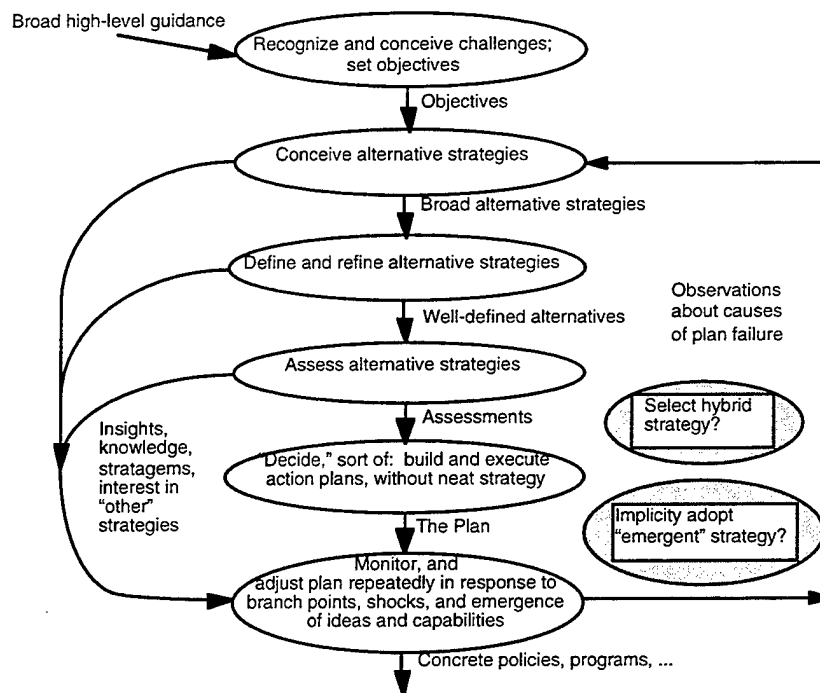 Broad high-level guidance
Recognize and conceive challenges;
set objectives
Objectives
Conceive alternative strategies
Broad alternative strategies
Define and refine alternative strategies
Well-defined alternatives
Observations
about causes
of plan failure
Assess alternative strategies
Assessments
Select hybrid
strategy?
Insights,
knowledge,
stratagems,
interest in
"other"
strategies
"Decide," sort of: build and execute
action plans, without neat strategy
Implicity adopt
"emergent" strategy?
The Plan
Monitor, and
adjust plan repeatedly in response to
branch points, shocks, and emergence
of ideas and capabilities
Concrete policies, programs, ...